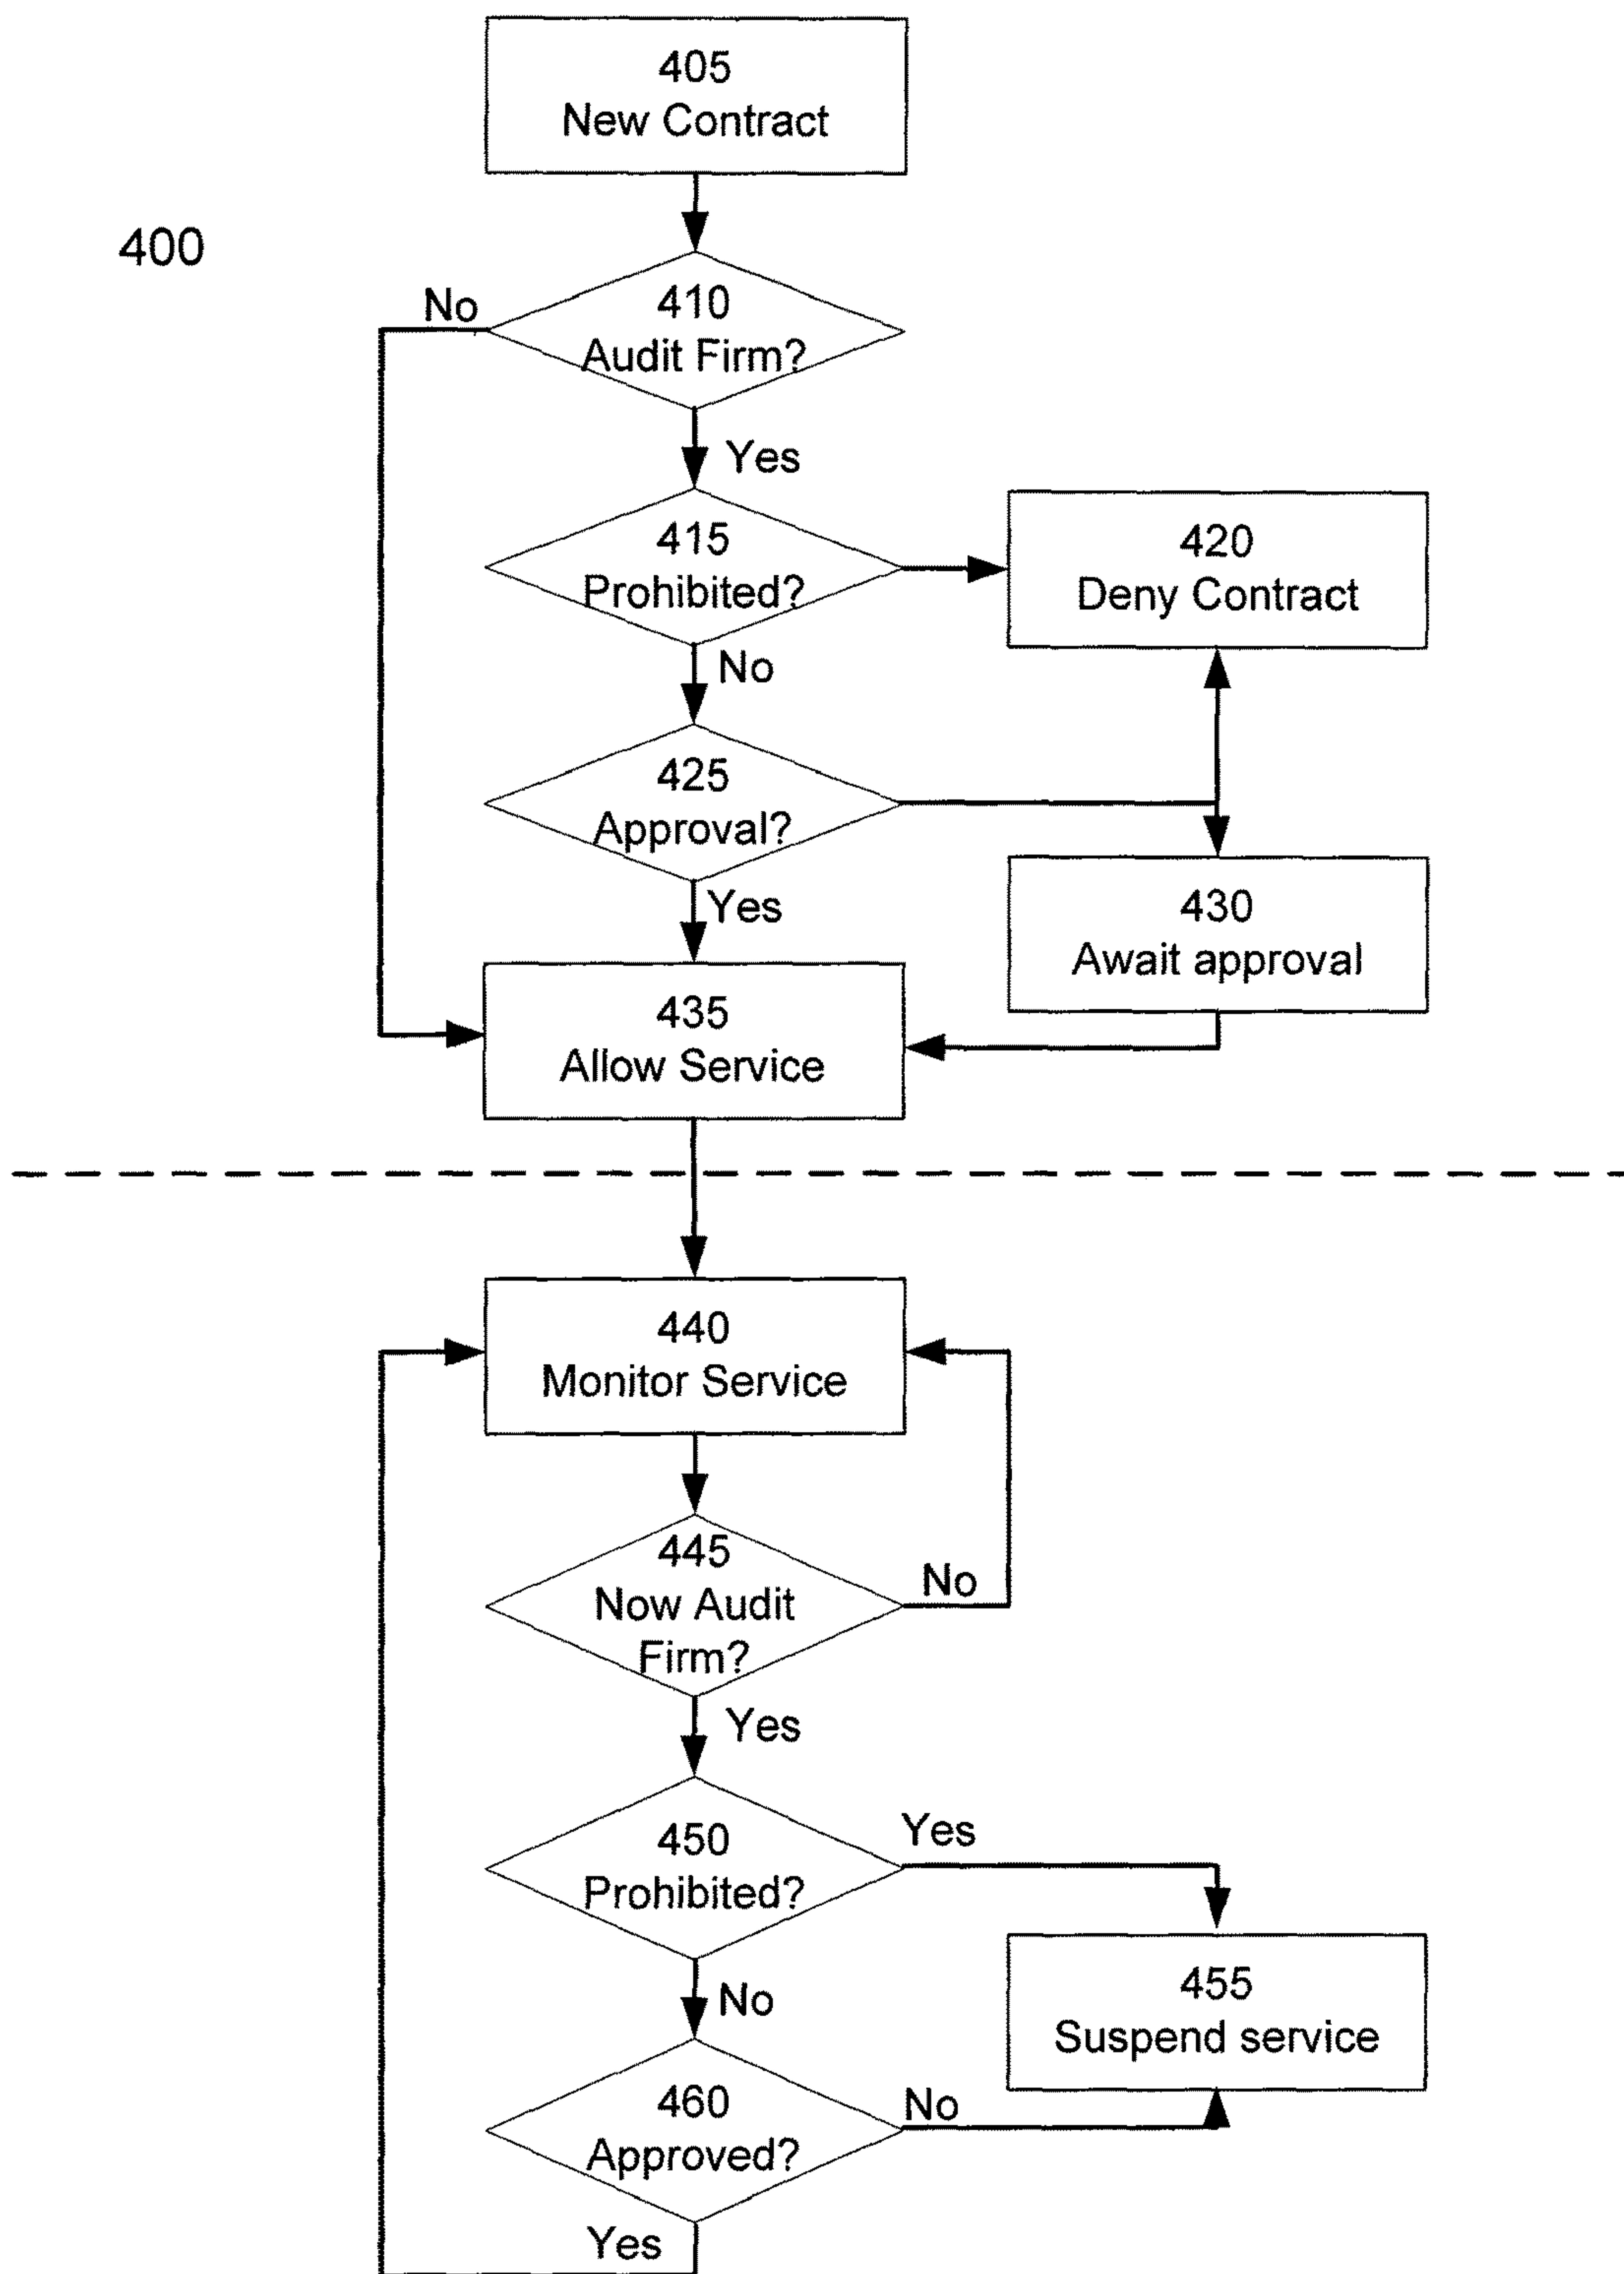 405
New Contract
400
No
410
Audit Firm?
Yes
415
Prohibited?
420
Deny Contract
No
425
Approval?
Yes
430
Await approval
435
Allow Service
440
Monitor Service
445
Now Audit
Firm?
No
Yes
450
Prohibited?
Yes
No
455
Suspend service
460
Approved?
No
Yes